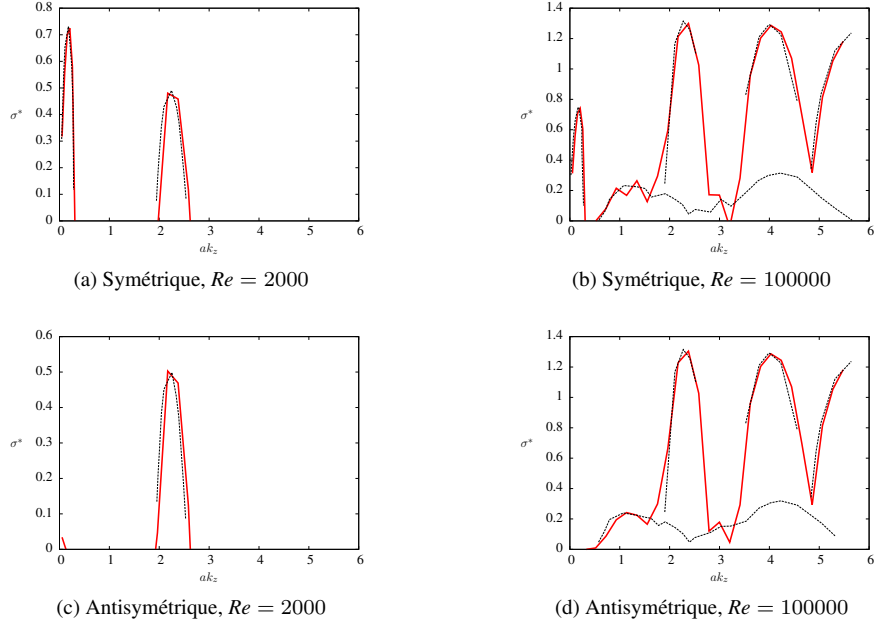 0.8
0.7
0.6
0.5
0.4
0.3
0.2
0.1
0
σ*
0 1 2 3 4 5 6
ak_z
(a) Symétrique, Re = 2000
1.4
1.2
1
0.8
0.6
0.4
0.2
0
σ*
0 1 2 3 4 5 6
ak_z
(b) Symétrique, Re = 100000
0.6
0.5
0.4
0.3
0.2
0.1
0
σ*
0 1 2 3 4 5 6
ak_z
(c) Antisymétrique, Re = 2000
1.4
1.2
1
0.8
0.6
0.4
0.2
0
σ*
0 1 2 3 4 5 6
ak_z
(d) Antisymétrique, Re = 100000